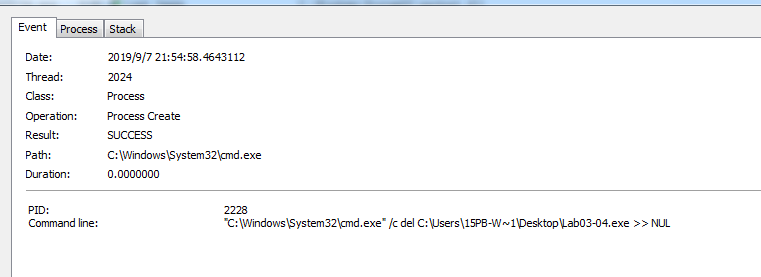 Event Process Stack
Date: 2019/9/7 21:54:58.4643112
Thread: 2024
Class: Process
Operation: Process Create
Result: SUCCESS
Path: C:\Windows\System32\cmd.exe
Duration: 0.0000000
PID: 2228
Command line: "C:\Windows\System32\cmd.exe" /c del C:\Users\15PB-W~1\Desktop\Lab03-04.exe >> NUL